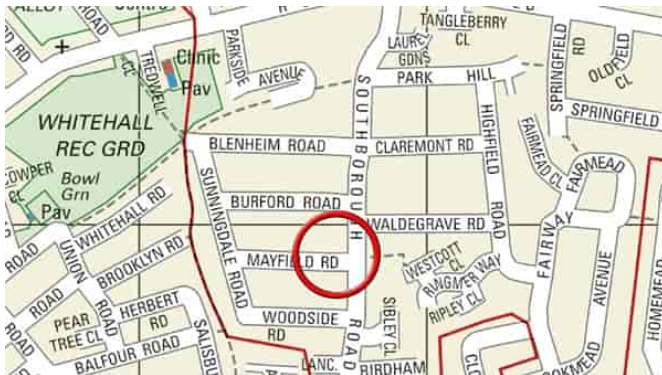 ROAD
TREDWELL
CL
Clinic
Pav
PARKSIDE
AVENUE
LAUREL
GDNS
TANGLEBERRY
CL
PARK HILL
SPRINGFIELD
RD
OLDFIELD
CL
SPRINGFIELD
WHITEHALL
REC GRD
Bowl
Grn
Pav
CL
BLENHEIM ROAD
CLAREMONT RD
SOUTHBOROUGH
ROAD
HIGHFIELD
ROAD
FAIRMEAD CL
FAIRMEAD
SUNNINGDALE ROAD
BURFORD ROAD
WALDEGRAVE RD
WHITEHALL RD
UNION
ROAD
BROOKLYN RD
MAYFIELD RD
WESTCOTT
CL
RINGMER WAY
RIPLEY CL
FAIRWAY
AVENUE
HOMEMEAD
ROAD
ROAD
HERBERT
RD
PEAR
TREE CL
BALFOUR ROAD
WOODSIDE
RD
SIBLEY CL
BIRDHAM
LANC.